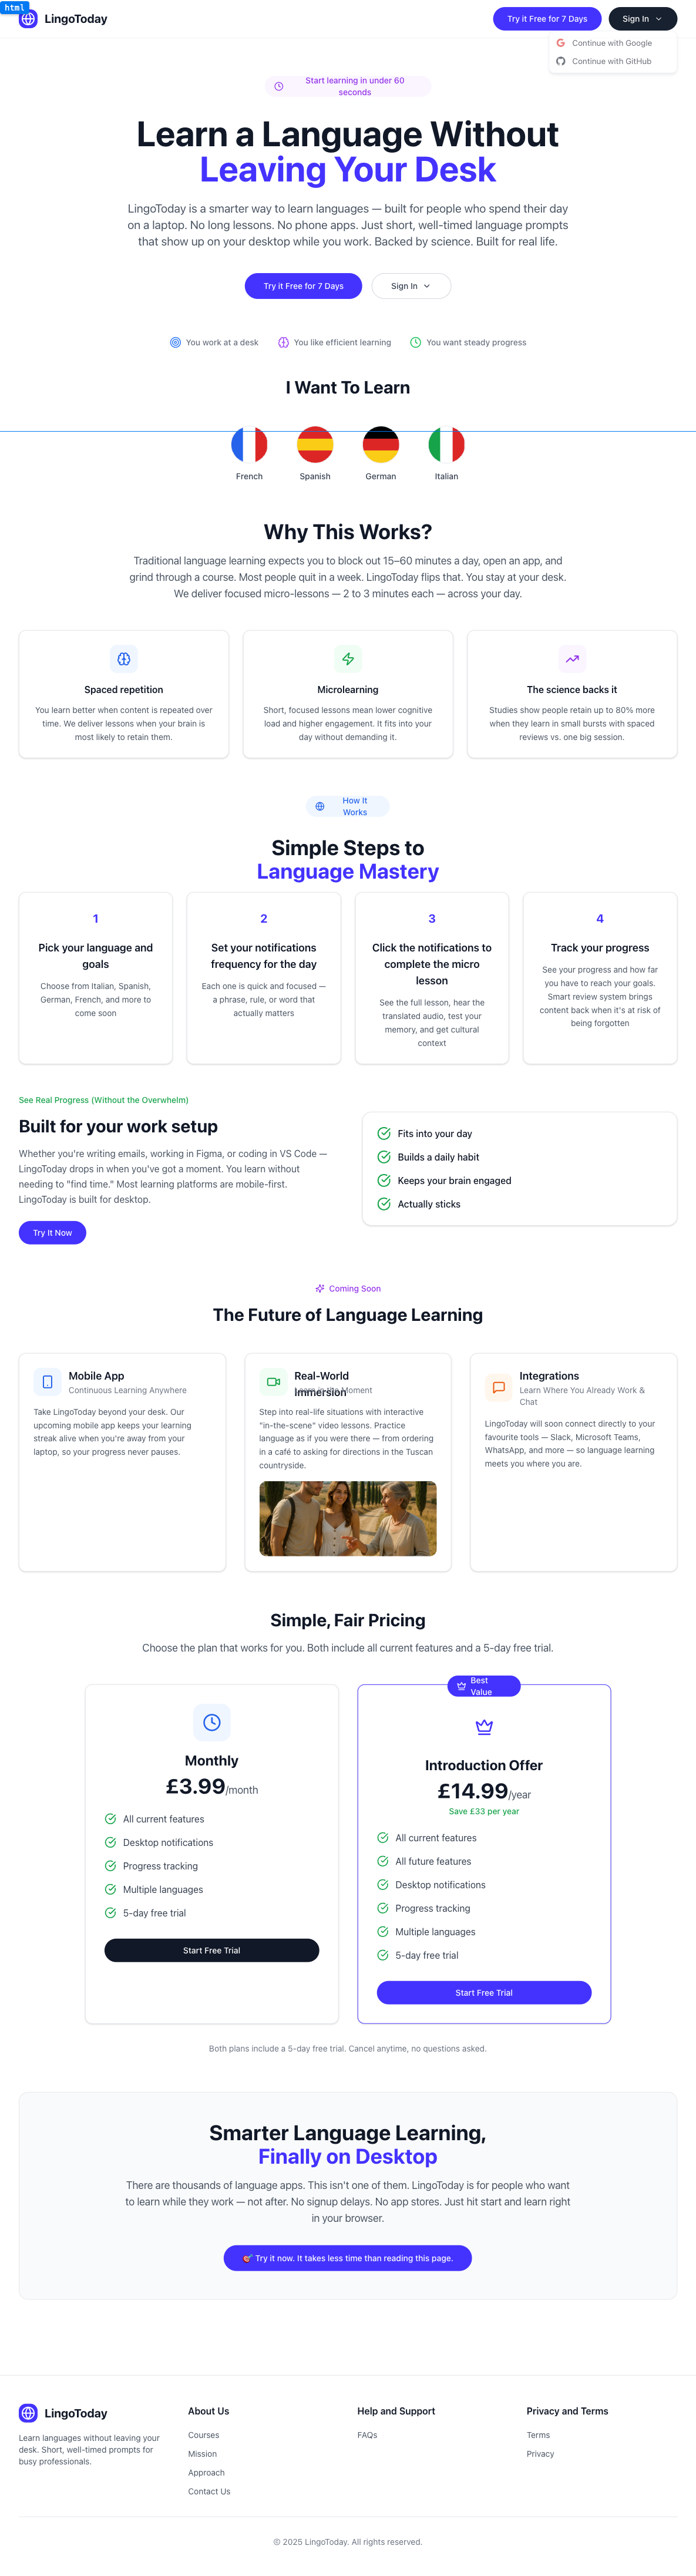 html
LingoToday
Try it Free for 7 Days
Sign In
Continue with Google
Continue with GitHub
Start learning in under 60
seconds
Learn a Language Without
Leaving Your Desk
LingoToday is a smarter way to learn languages — built for people who spend their day
on a laptop. No long lessons. No phone apps. Just short, well-timed language prompts
that show up on your desktop while you work. Backed by science. Built for real life.
Try it Free for 7 Days
Sign In
You work at a desk
You like efficient learning
You want steady progress
I Want To Learn
French
Spanish
German
Italian
Why This Works?
Traditional language learning expects you to block out 15–60 minutes a day, open an app, and
grind through a course. Most people quit in a week. LingoToday flips that. You stay at your desk.
We deliver focused micro-lessons — 2 to 3 minutes each — across your day.
Spaced repetition
You learn better when content is repeated over
time. We deliver lessons when your brain is
most likely to retain them.
Microlearning
Short, focused lessons mean lower cognitive
load and higher engagement. It fits into your
day without demanding it.
The science backs it
Studies show people retain up to 80% more
when they learn in small bursts with spaced
reviews vs. one big session.
How It
Works
Simple Steps to
Language Mastery
1
Pick your language and
goals
Choose from Italian, Spanish,
German, French, and more to
come soon
2
Set your notifications
frequency for the day
Each one is quick and focused —
a phrase, rule, or word that
actually matters
3
Click the notifications to
complete the micro
lesson
See the full lesson, hear the
translated audio, test your
memory, and get cultural
context
4
Track your progress
See your progress and how far
you have to reach your goals.
Smart review system brings
content back when it's at risk of
being forgotten
See Real Progress (Without the Overwhelm)
Built for your work setup
Whether you're writing emails, working in Figma, or coding in VS Code —
LingoToday drops in when you've got a moment. You learn without
needing to "find time." Most learning platforms are mobile-first.
LingoToday is built for desktop.
Try It Now
Fits into your day
Builds a daily habit
Keeps your brain engaged
Actually sticks
Coming Soon
The Future of Language Learning
Mobile App
Continuous Learning Anywhere
Take LingoToday beyond your desk. Our
upcoming mobile app keeps your learning
streak alive when you're away from your
laptop, so your progress never pauses.
Real-World
Immersion
Moment
Step into real-life situations with interactive
"in-the-scene" video lessons. Practice
language as if you were there — from ordering
in a café to asking for directions in the Tuscan
countryside.
Integrations
Learn Where You Already Work &
Chat
LingoToday will soon connect directly to your
favourite tools — Slack, Microsoft Teams,
WhatsApp, and more — so language learning
meets you where you are.
Simple, Fair Pricing
Choose the plan that works for you. Both include all current features and a 5-day free trial.
Monthly
£3.99/month
All current features
Desktop notifications
Progress tracking
Multiple languages
5-day free trial
Start Free Trial
Best
Value
Introduction Offer
£14.99/year
Save £33 per year
All current features
All future features
Desktop notifications
Progress tracking
Multiple languages
5-day free trial
Start Free Trial
Both plans include a 5-day free trial. Cancel anytime, no questions asked.
Smarter Language Learning,
Finally on Desktop
There are thousands of language apps. This isn't one of them. LingoToday is for people who want
to learn while they work — not after. No signup delays. No app stores. Just hit start and learn right
in your browser.
Try it now. It takes less time than reading this page.
LingoToday
Learn languages without leaving your
desk. Short, well-timed prompts for
busy professionals.
About Us
Courses
Mission
Approach
Contact Us
Help and Support
FAQs
Privacy and Terms
Terms
Privacy
© 2025 LingoToday. All rights reserved.